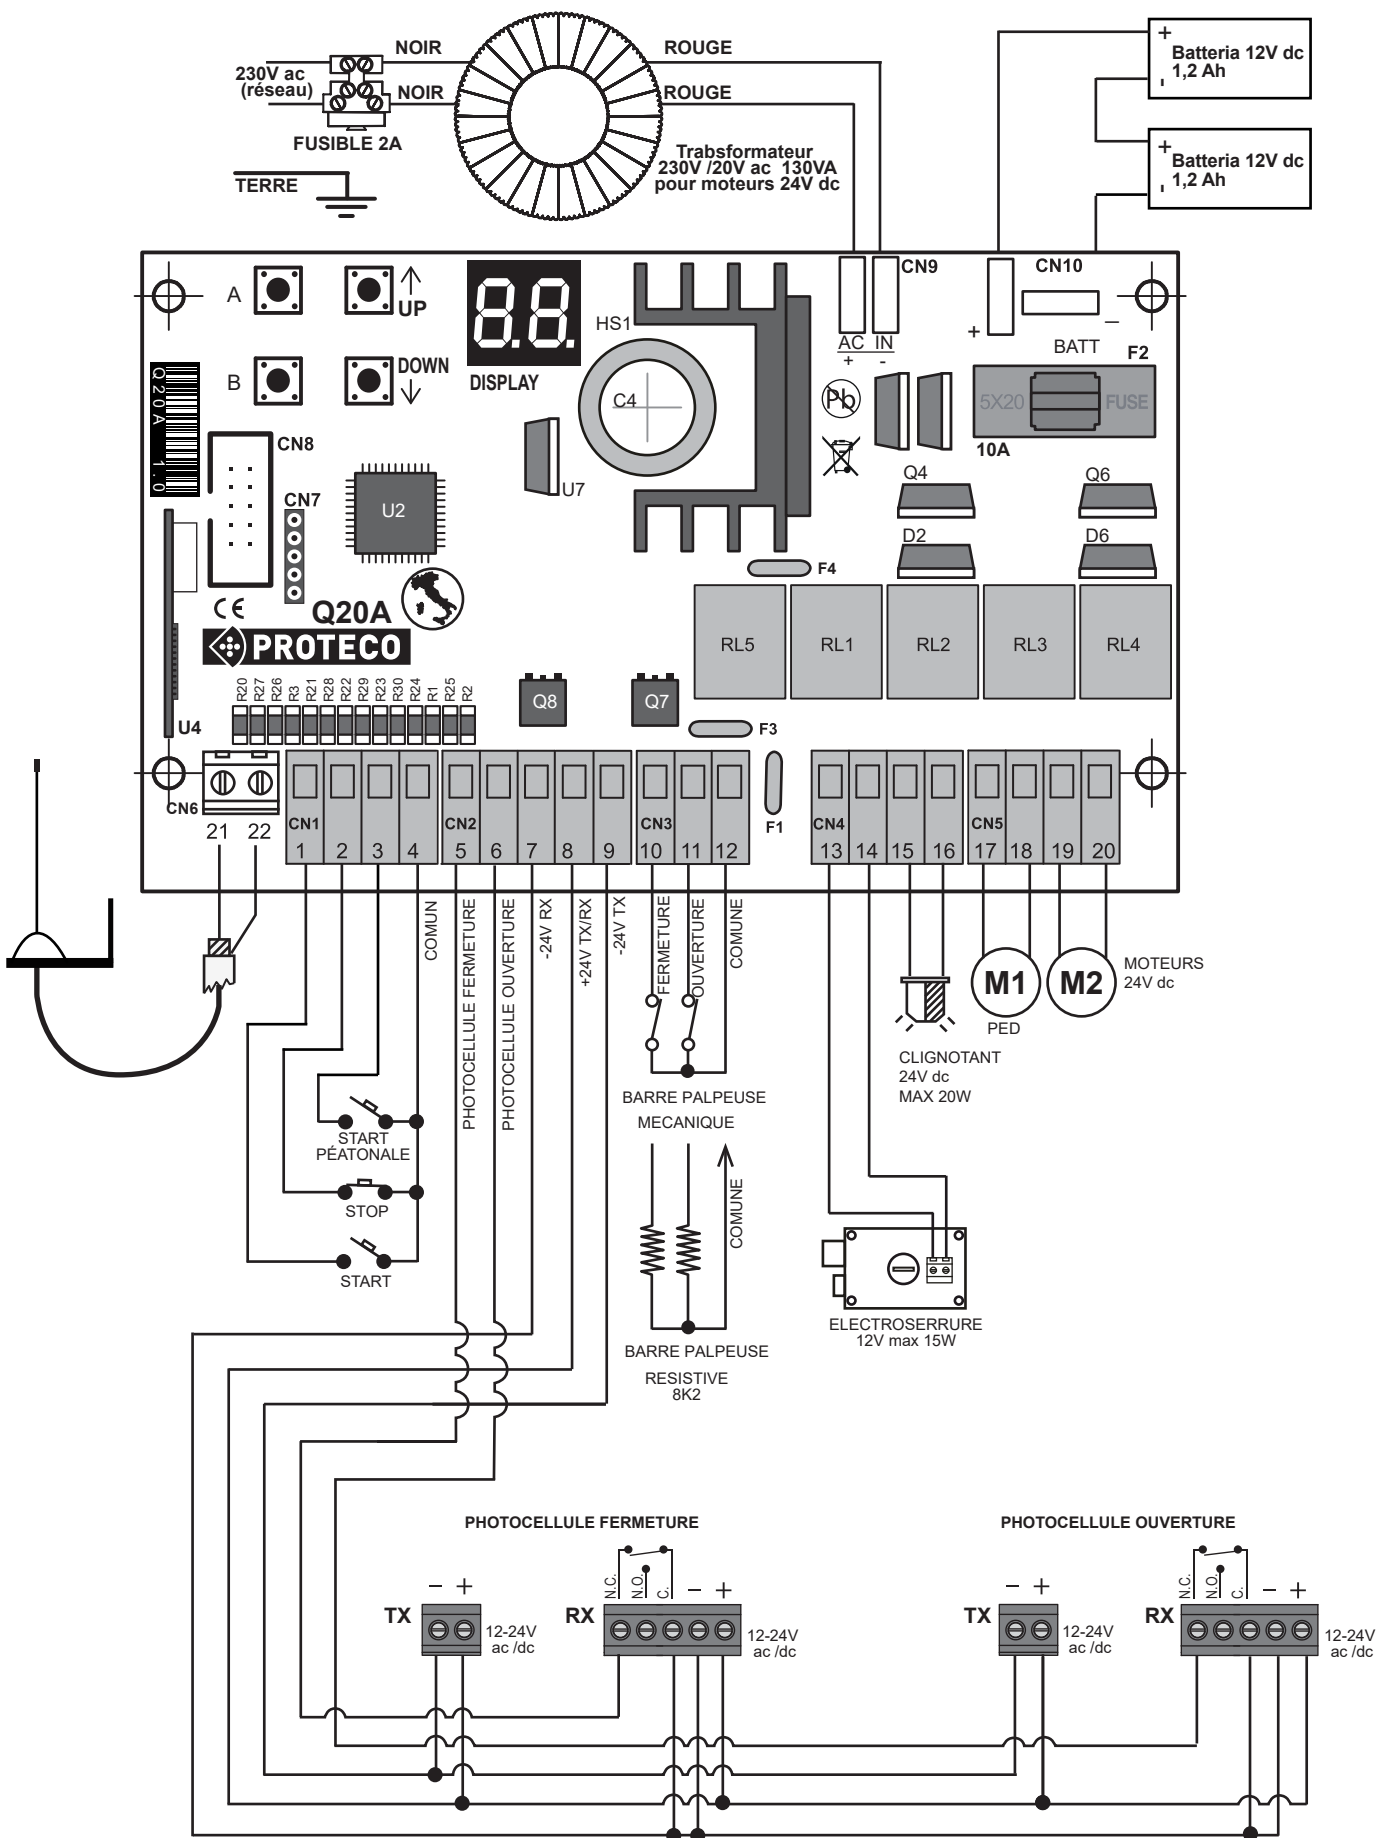 NOIR
ROUGE
230V ac
(réseau)
NOIR
ROUGE
FUSIBLE 2A
TERRE
Trabsformateur
230V /20V ac 130VA
pour moteurs 24V dc
+
Batteria 12V dc
1,2 Ah
-
+
Batteria 12V dc
1,2 Ah
-
A
UP
B
DOWN
8.8.
DISPLAY
HS1
C4
CN9
AC IN
+ -
CN10
+
−
BATT
F2
5X20
FUSE
10A
Pb
Q20A 1.0
CN8
CN7
U2
U7
Q4
Q6
D2
D6
F4
CE
Q20A
PROTECO
RL5
RL1
RL2
RL3
RL4
R20
R27
R26
R3
R21
R28
R22
R29
R23
R30
R24
R1
R25
R2
Q8
Q7
U4
F3
F1
CN6
21 22
CN1
1 2 3 4
CN2
5 6 7 8 9
CN3
10 11 12
CN4
13 14 15 16
CN5
17 18 19 20
COMUN
PHOTOCELLULE FERMETURE
PHOTOCELLULE OUVERTURE
-24V RX
+24V TX/RX
-24V TX
FERMETURE
OUVERTURE
COMUNE
M1
M2
MOTEURS
24V dc
PED
CLIGNOTANT
24V dc
MAX 20W
START
PÉATONALE
STOP
START
BARRE PALPEUSE
MECANIQUE
COMUNE
BARRE PALPEUSE
RESISTIVE
8K2
ELECTROSERRURE
12V max 15W
PHOTOCELLULE FERMETURE
PHOTOCELLULE OUVERTURE
TX
− +
12-24V
ac /dc
RX
N.C.
N.O.
C.
− +
12-24V
ac /dc
TX
− +
12-24V
ac /dc
RX
N.C.
N.O.
C.
− +
12-24V
ac /dc